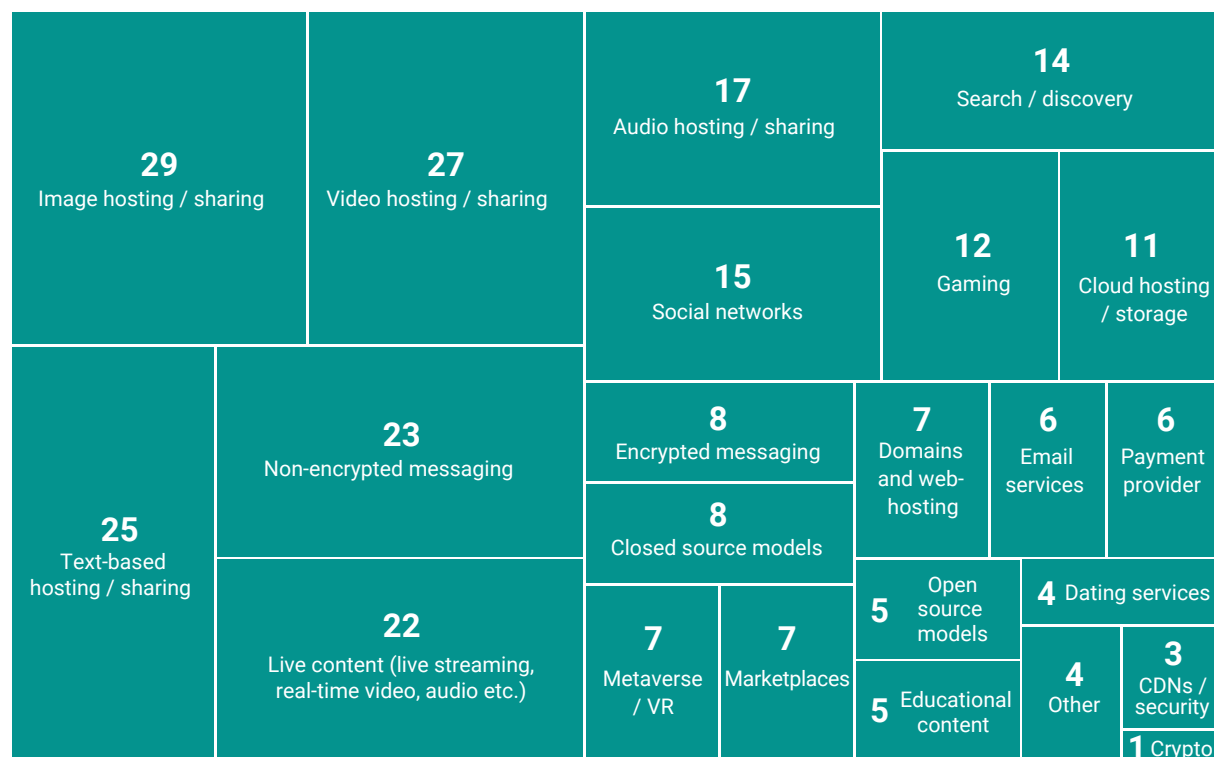 29
Image hosting / sharing
27
Video hosting / sharing
17
Audio hosting / sharing
14
Search / discovery
15
Social networks
12
Gaming
11
Cloud hosting
/ storage
25
Text-based
hosting / sharing
23
Non-encrypted messaging
22
Live content (live streaming,
real-time video, audio etc.)
8
Encrypted messaging
8
Closed source models
7
Metaverse
/ VR
7
Marketplaces
7
Domains
and web-
hosting
6
Email
services
6
Payment
provider
5
Open
source
models
5
Educational
content
4 Dating services
4
Other
3
CDNs /
security
1 Crypto